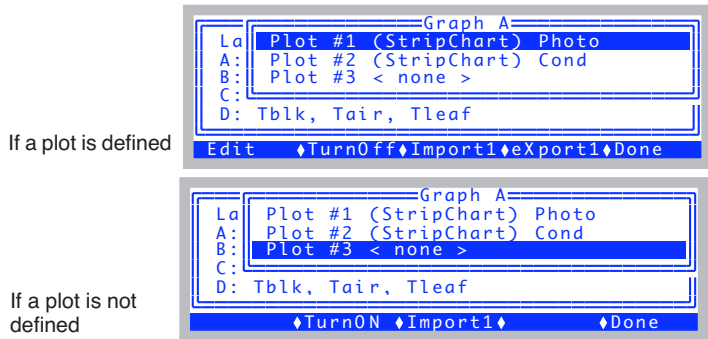 Graph A
La Plot #1 (StripChart) Photo
A: Plot #2 (StripChart) Cond
B: Plot #3 < none >
C:
D: Tblk, Tair, Tleaf
If a plot is defined
Edit ♦TurnOff♦Import1♦eXport1♦Done
Graph A
La Plot #1 (StripChart) Photo
A: Plot #2 (StripChart) Cond
B: Plot #3 < none >
C:
D: Tblk, Tair, Tleaf
If a plot is not
defined
♦TurnON ♦Import1♦ ♦Done